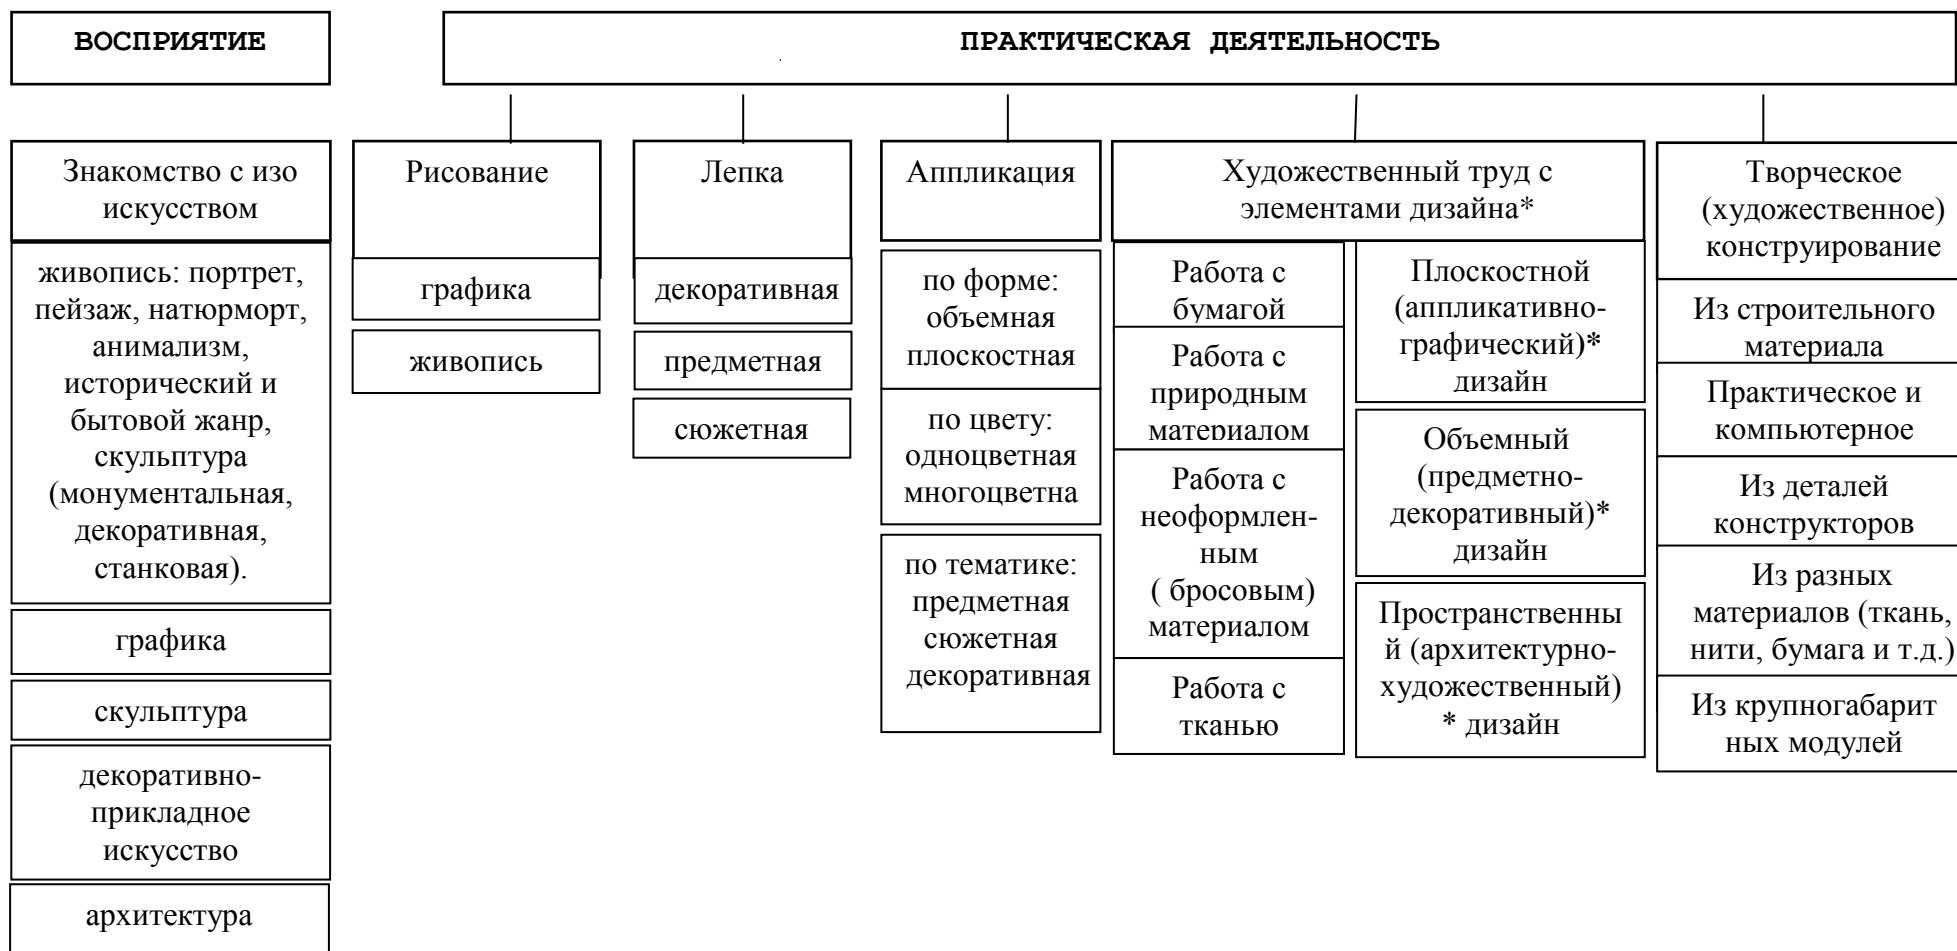 ВОСПРИЯТИЕ
ПРАКТИЧЕСКАЯ ДЕЯТЕЛЬНОСТЬ
Знакомство с изо
искусством
живопись: портрет,
пейзаж, натюрморт,
анимализм,
исторический и
бытовой жанр,
скульптура
(монументальная,
декоративная,
станковая).
графика
скульптура
декоративно-
прикладное
искусство
архитектура
Рисование
графика
живопись
Лепка
декоративная
предметная
сюжетная
Аппликация
по форме:
объемная
плоскостная
по цвету:
одноцветная
многоцветна
по тематике:
предметная
сюжетная
декоративная
Художественный труд с
элементами дизайна*
Работа с
бумагой
Работа с
природным
материалом
Работа с
неоформлен-
ным
( бросовым)
материалом
Работа с
тканью
Плоскостной
(аппликативно-
графический)*
дизайн
Объемный
(предметно-
декоративный)*
дизайн
Пространственны
й (архитектурно-
художественный)
* дизайн
Творческое
(художественное)
конструирование
Из строительного
материала
Практическое и
компьютерное
Из деталей
конструкторов
Из разных
материалов (ткань,
нити, бумага и т.д.)
Из крупногабарит
ных модулей